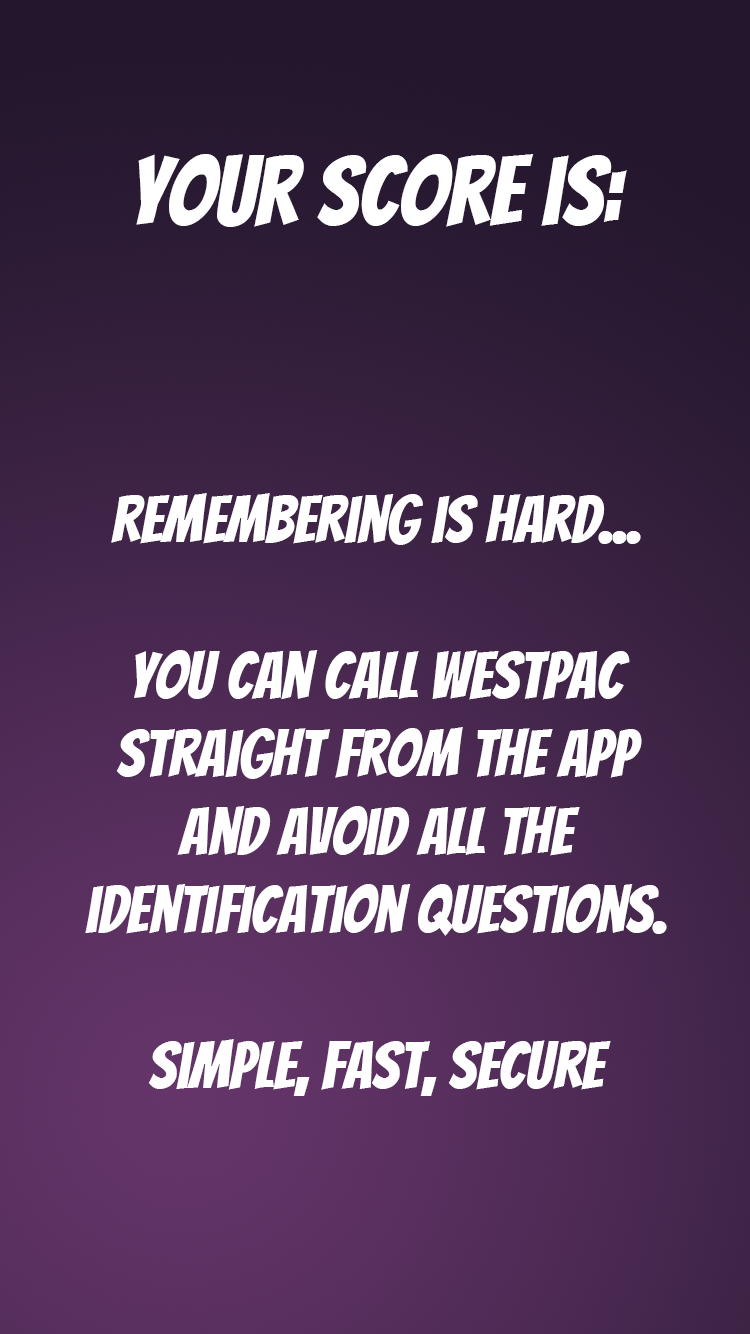 YOUR SCORE IS:
REMEMBERING IS HARD...
YOU CAN CALL WESTPAC
STRAIGHT FROM THE APP
AND AVOID ALL THE
IDENTIFICATION QUESTIONS.
SIMPLE, FAST, SECURE